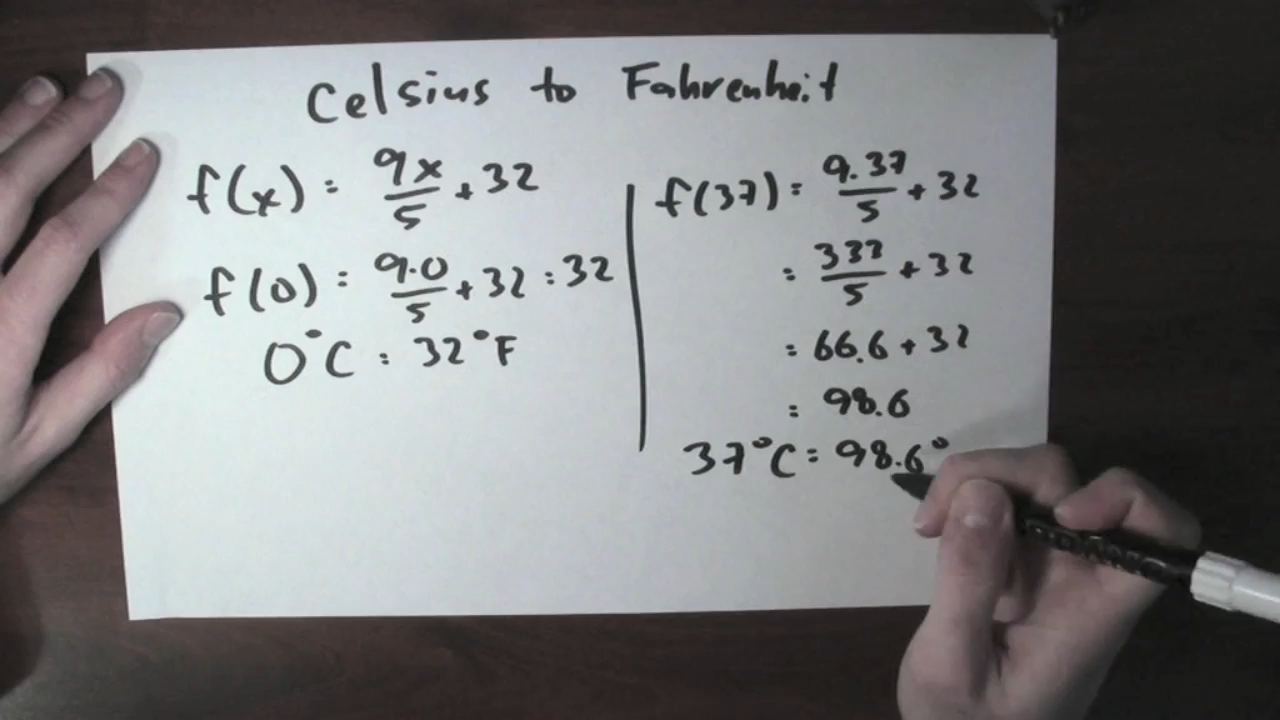 Celsius to Fahrenheit
f(x) = 9x/5 + 32
f(0) = 9·0/5 + 32 = 32
0°C = 32°F
f(37) = 9·37/5 + 32
= 333/5 + 32
= 66.6 + 32
= 98.6
37°C = 98.6°